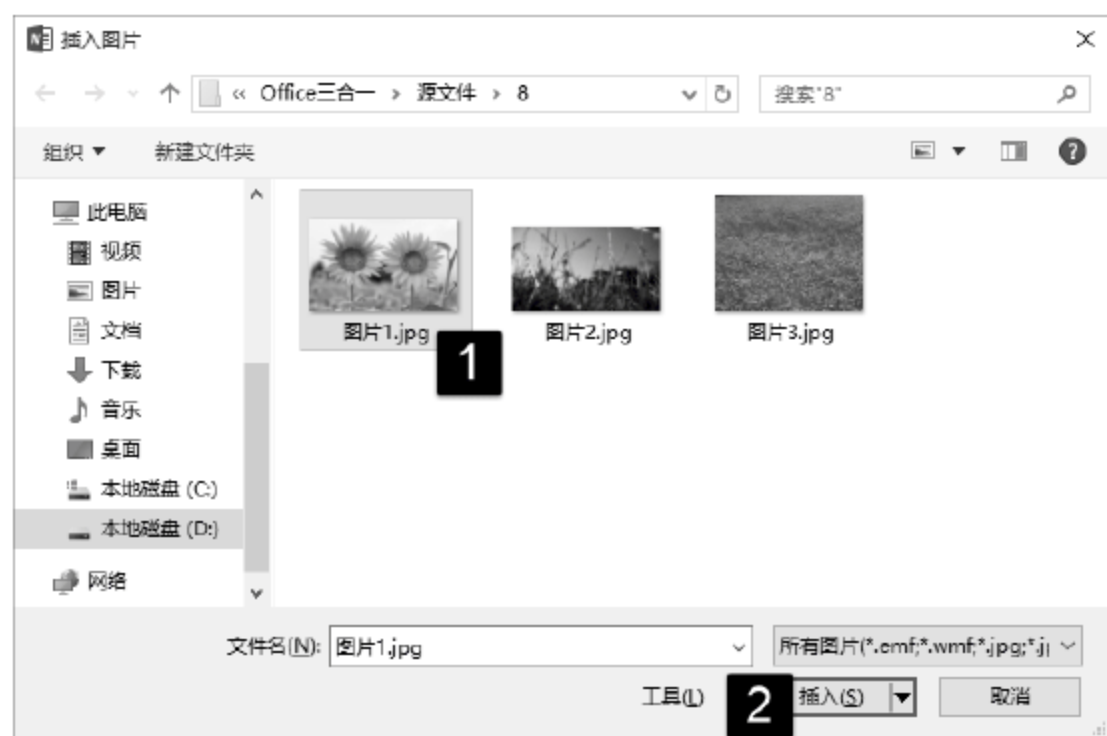 插入图片
« Office三合一 › 源文件 › 8
搜索"8"
组织 新建文件夹
此电脑
视频
图片
文档
下载
音乐
桌面
本地磁盘 (C:)
本地磁盘 (D:)
网络
图片1.jpg 图片2.jpg 图片3.jpg
1
文件名(N): 图片1.jpg 所有图片(*.emf;*.wmf;*.jpg;*.j
工具(L) 2 插入(S) 取消